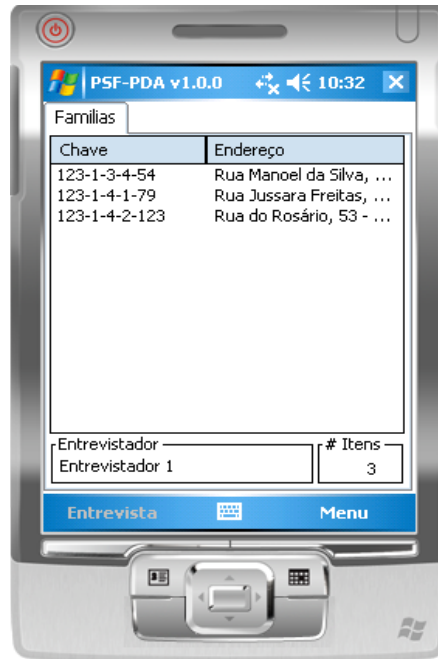 PSF-PDA v1.0.0 10:32
Familias
Chave Endereço
123-1-3-4-54 Rua Manoel da Silva, ...
123-1-4-1-79 Rua Jussara Freitas, ...
123-1-4-2-123 Rua do Rosário, 53 - ...
Entrevistador # Itens
Entrevistador 1 3
Entrevista Menu